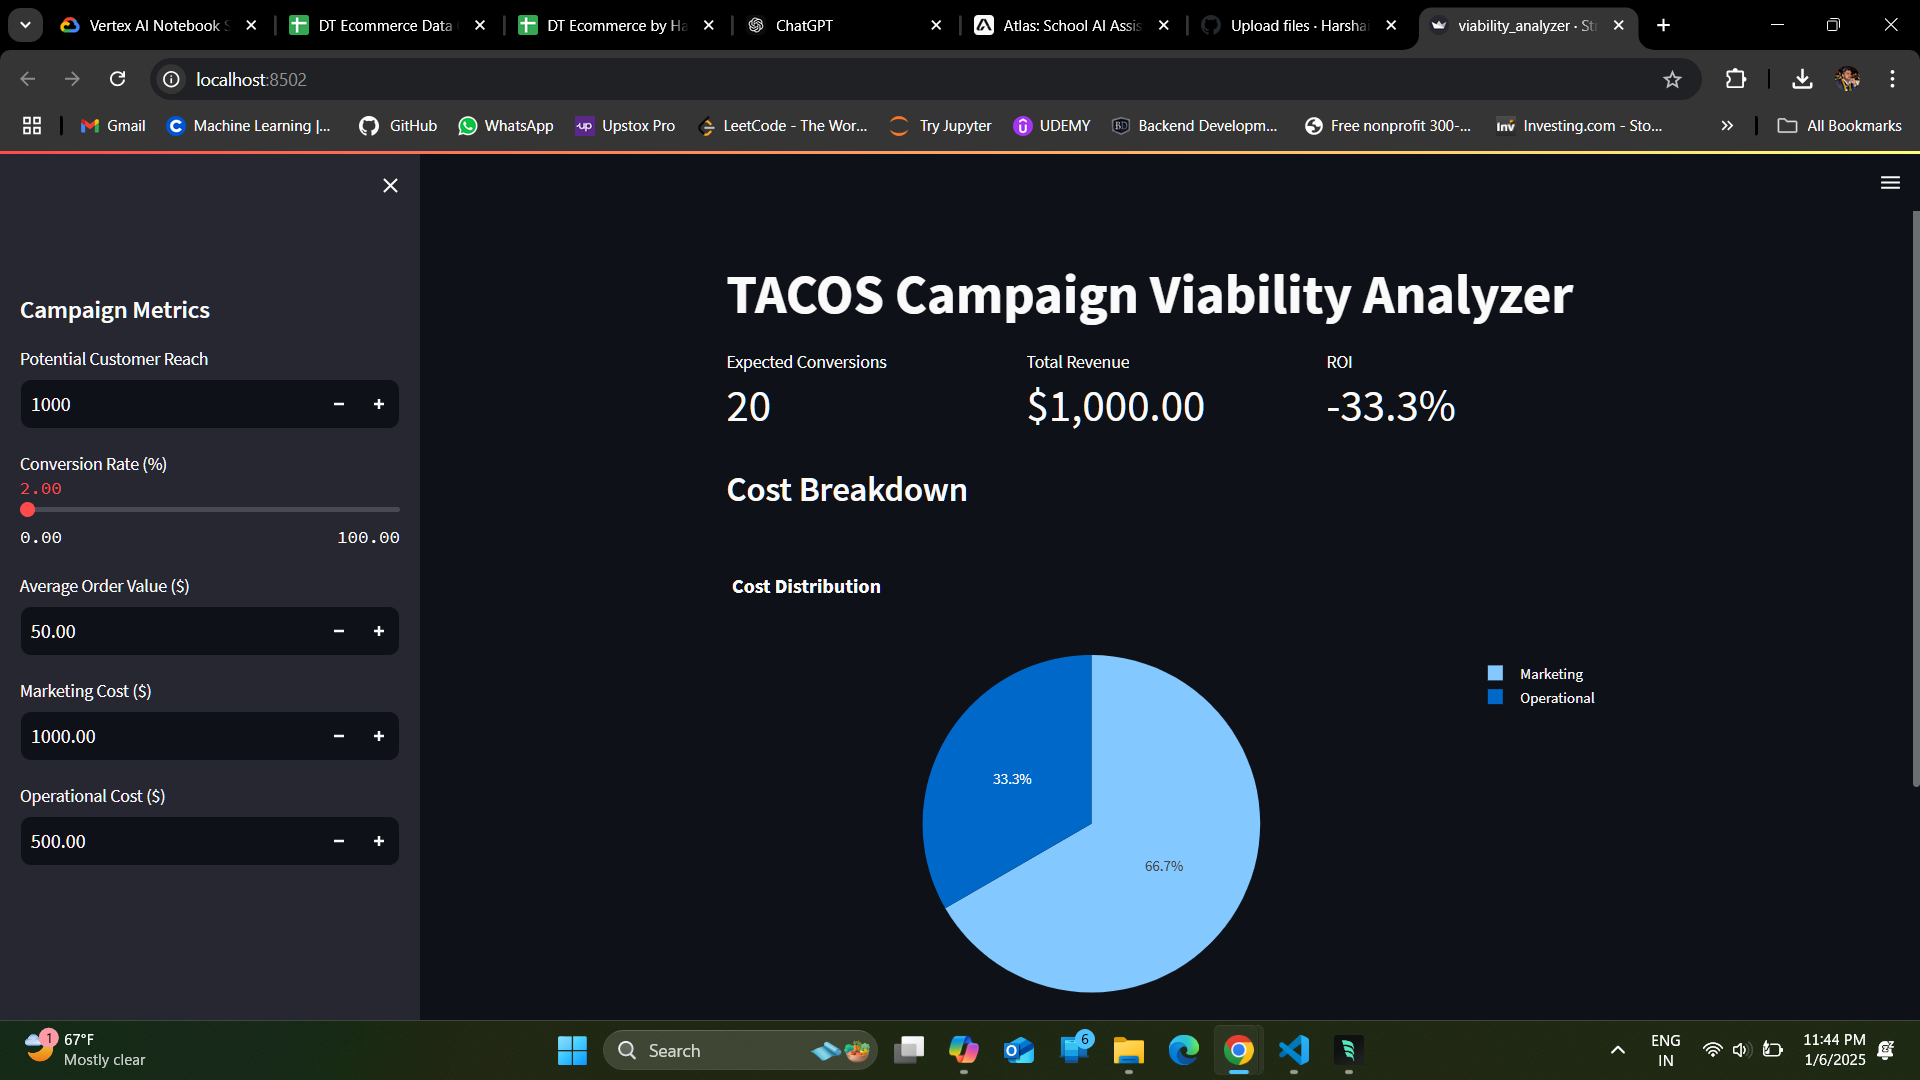 Vertex AI Notebook S
DT Ecommerce Data
DT Ecommerce by Ha
ChatGPT
Atlas: School AI Assis
Upload files · Harshai
viability_analyzer · Str
localhost:8502
Gmail
Machine Learning |...
GitHub
WhatsApp
up Upstox Pro
LeetCode - The Wor...
Try Jupyter
UDEMY
BD Backend Developm...
Free nonprofit 300-...
Inv Investing.com - Sto...
All Bookmarks
Campaign Metrics
Potential Customer Reach
1000
Conversion Rate (%)
2.00
0.00 100.00
Average Order Value ($)
50.00
Marketing Cost ($)
1000.00
Operational Cost ($)
500.00
TACOS Campaign Viability Analyzer
Expected Conversions Total Revenue ROI
20 $1,000.00 -33.3%
Cost Breakdown
Cost Distribution
Marketing
Operational
33.3%
66.7%
1
67°F
Mostly clear
Search
6
ENG
IN
11:44 PM
1/6/2025